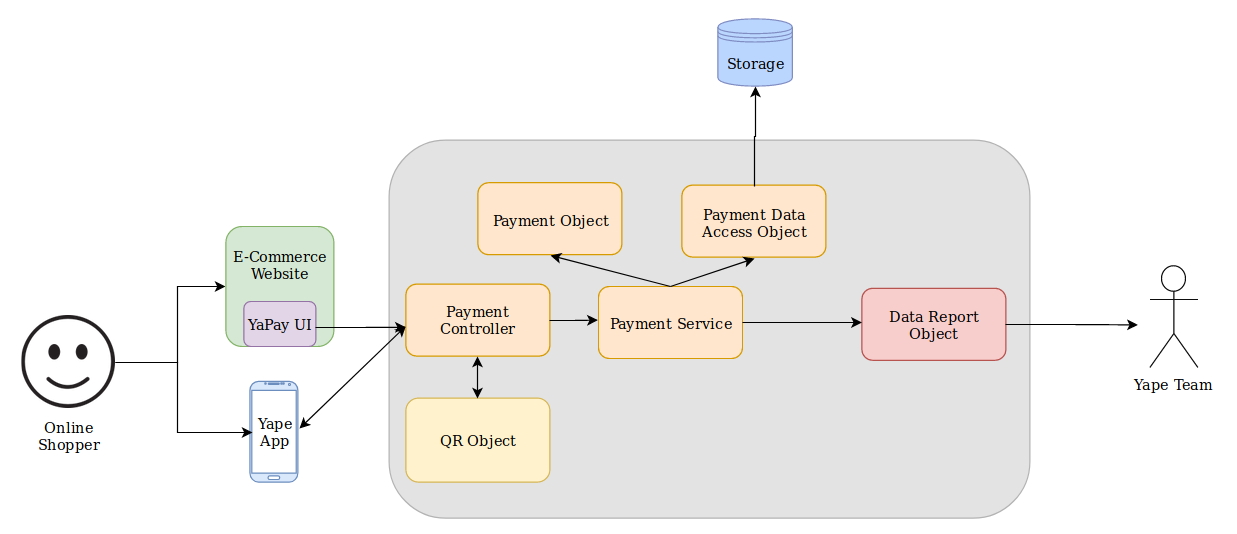 Storage
Payment Object
Payment Data
Access Object
E-Commerce
Website
YaPay UI
Payment
Controller
Payment Service
Data Report
Object
Yape Team
Online
Shopper
Yape
App
QR Object